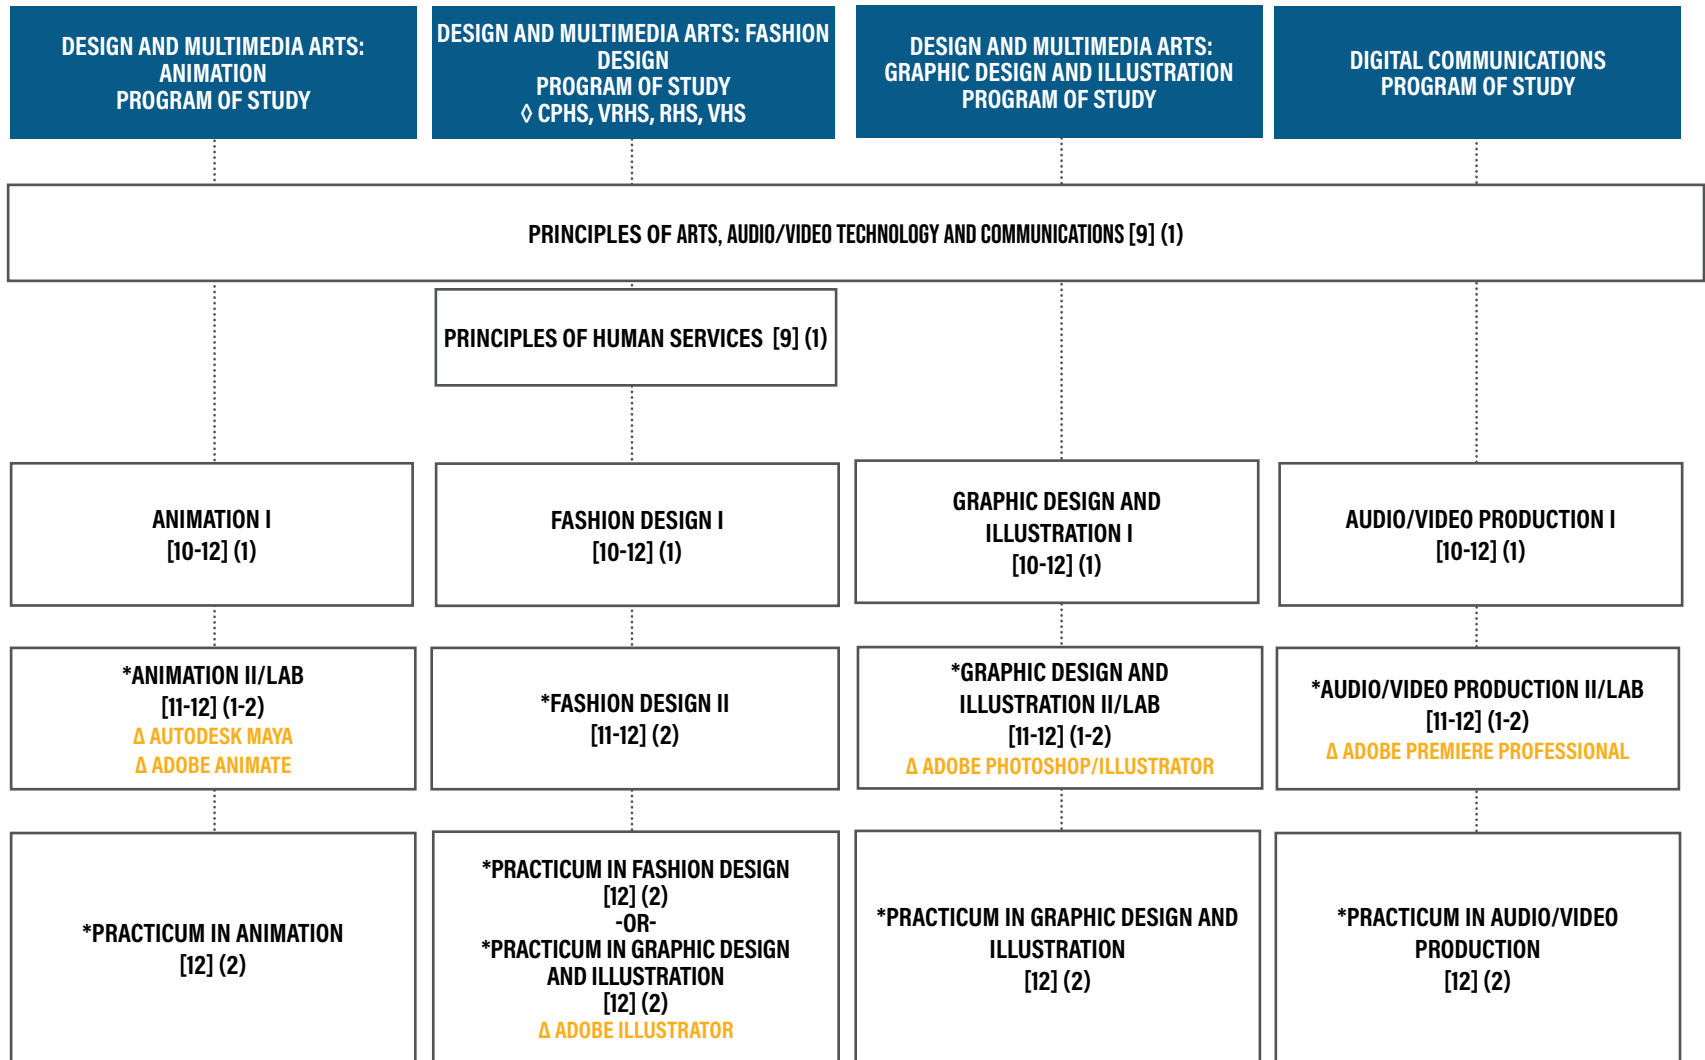 DESIGN AND MULTIMEDIA ARTS:
ANIMATION
PROGRAM OF STUDY
DESIGN AND MULTIMEDIA ARTS: FASHION
DESIGN
PROGRAM OF STUDY
◊ CPHS, VRHS, RHS, VHS
DESIGN AND MULTIMEDIA ARTS:
GRAPHIC DESIGN AND ILLUSTRATION
PROGRAM OF STUDY
DIGITAL COMMUNICATIONS
PROGRAM OF STUDY
PRINCIPLES OF ARTS, AUDIO/VIDEO TECHNOLOGY AND COMMUNICATIONS [9] (1)
PRINCIPLES OF HUMAN SERVICES [9] (1)
ANIMATION I
[10-12] (1)
FASHION DESIGN I
[10-12] (1)
GRAPHIC DESIGN AND
ILLUSTRATION I
[10-12] (1)
AUDIO/VIDEO PRODUCTION I
[10-12] (1)
*ANIMATION II/LAB
[11-12] (1-2)
Δ AUTODESK MAYA
Δ ADOBE ANIMATE
*FASHION DESIGN II
[11-12] (2)
*GRAPHIC DESIGN AND
ILLUSTRATION II/LAB
[11-12] (1-2)
Δ ADOBE PHOTOSHOP/ILLUSTRATOR
*AUDIO/VIDEO PRODUCTION II/LAB
[11-12] (1-2)
Δ ADOBE PREMIERE PROFESSIONAL
*PRACTICUM IN ANIMATION
[12] (2)
*PRACTICUM IN FASHION DESIGN
[12] (2)
-OR-
*PRACTICUM IN GRAPHIC DESIGN
AND ILLUSTRATION
[12] (2)
Δ ADOBE ILLUSTRATOR
*PRACTICUM IN GRAPHIC DESIGN AND
ILLUSTRATION
[12] (2)
*PRACTICUM IN AUDIO/VIDEO
PRODUCTION
[12] (2)